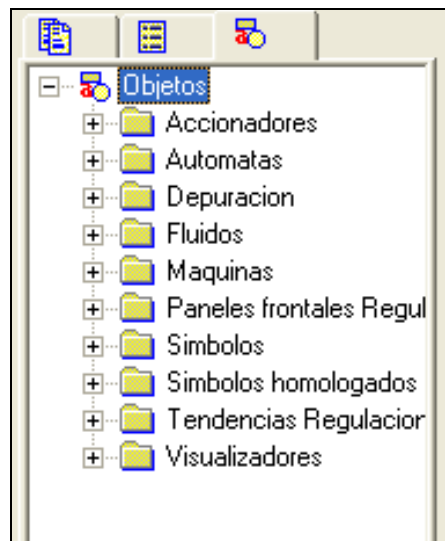 Objetos
Accionadores
Automatas
Depuracion
Fluidos
Maquinas
Paneles frontales Regul
Simbolos
Simbolos homologados
Tendencias Regulacior
Visualizadores